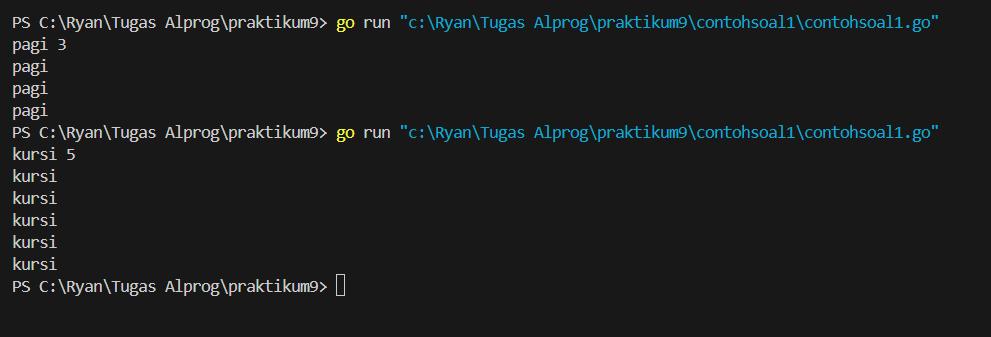 PS C:\Ryan\Tugas Alprog\praktikum9> go run "c:\Ryan\Tugas Alprog\praktikum9\contohsoal1\contohsoal1.go"
pagi 3
pagi
pagi
pagi
PS C:\Ryan\Tugas Alprog\praktikum9> go run "c:\Ryan\Tugas Alprog\praktikum9\contohsoal1\contohsoal1.go"
kursi 5
kursi
kursi
kursi
kursi
kursi
PS C:\Ryan\Tugas Alprog\praktikum9>